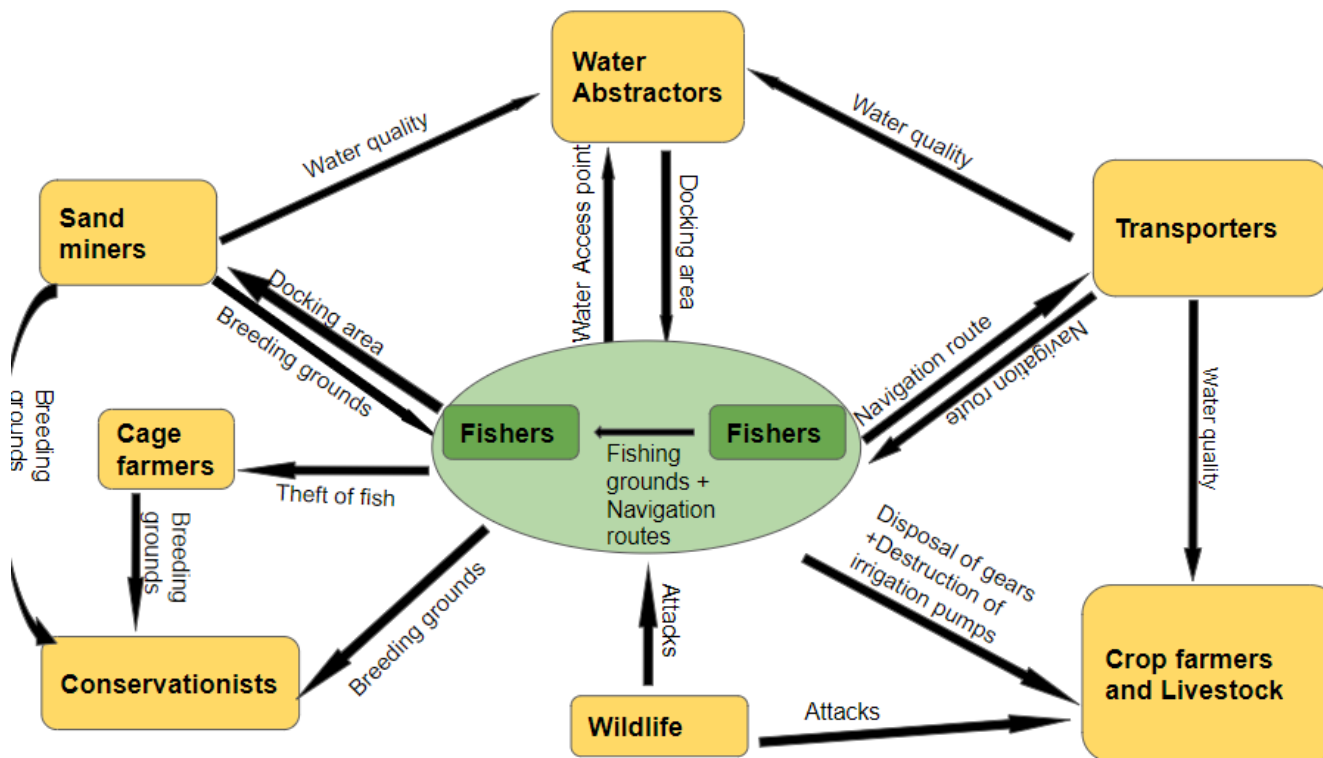 Water
Abstractors
Water quality
Water quality
Sand
miners
Transporters
Water Access point
Docking area
Docking area
Breeding grounds
Navigation route
Navigation route
Water quality
Breeding
grounds
Cage
farmers
Fishers
Fishers
Fishing
grounds +
Navigation
routes
Theft of fish
Breeding
grounds
Breeding grounds
Disposal of gears
+Destruction of
irrigation pumps
Attacks
Conservationists
Wildlife
Attacks
Crop farmers
and Livestock